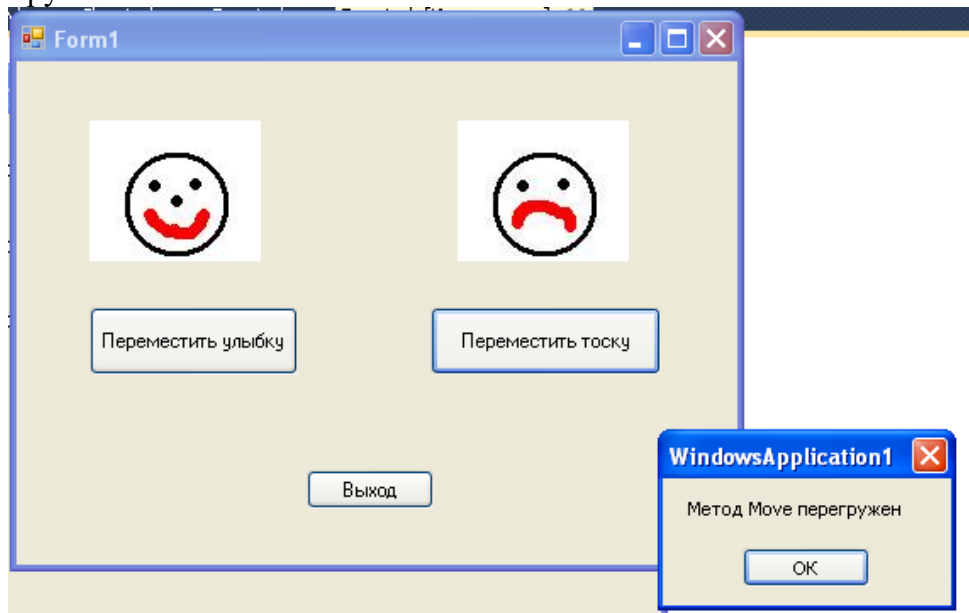 Form1
Переместить улыбку
Переместить тоску
Выход
WindowsApplication1
Метод Move перегружен
OK